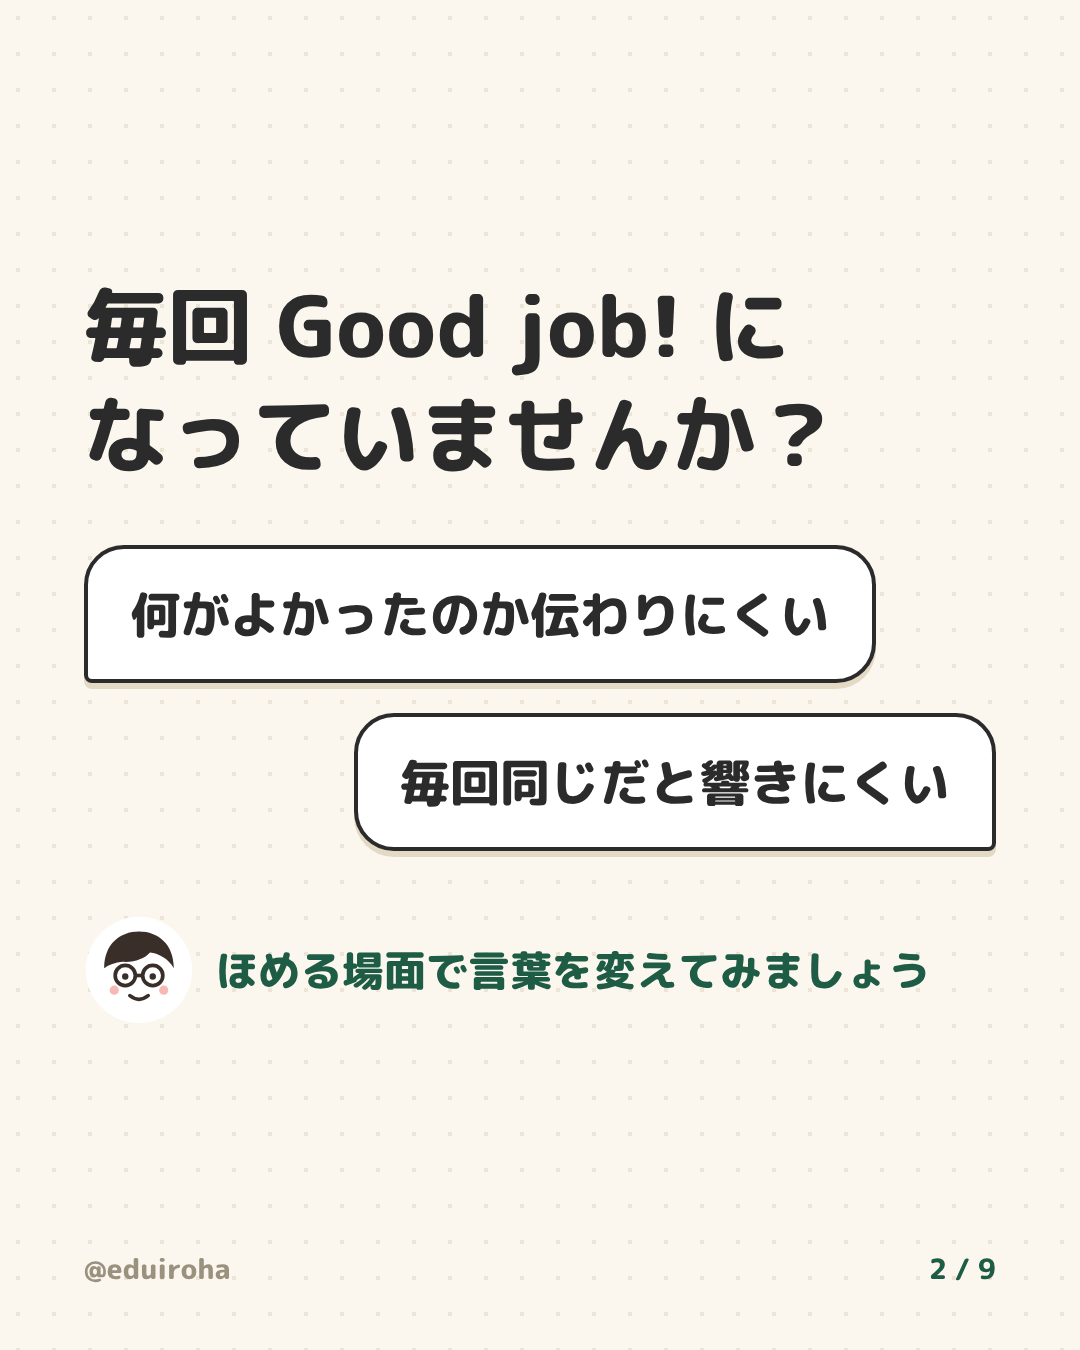 毎回 Good job! に
なっていませんか？
何がよかったのか伝わりにくい
毎回同じだと響きにくい
ほめる場面で言葉を変えてみましょう
@eduiroha
2 / 9